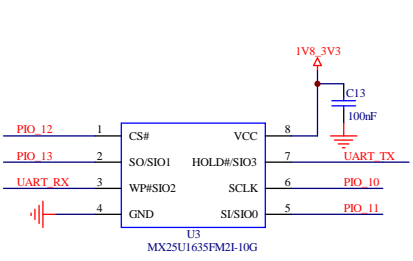 1V8_3V3
C13
100nF
PIO_12 1 CS# VCC 8
PIO_13 2 SO/SIO1 HOLD#/SIO3 7 UART_TX
UART_RX 3 WP#SIO2 SCLK 6 PIO_10
4 GND SI/SIO0 5 PIO_11
U3
MX25U1635FM2I-10G